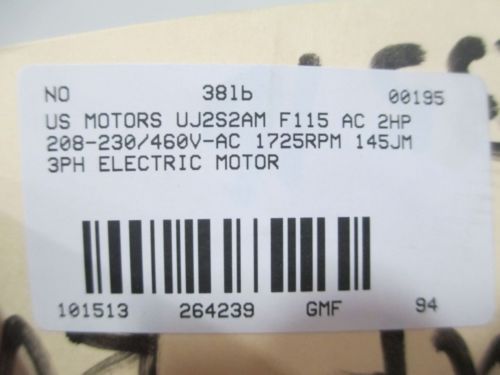 NO 38lb 00195
US MOTORS UJ2S2AM F115 AC 2HP
208-230/460V-AC 1725RPM 145JM
3PH ELECTRIC MOTOR
101513 264239 GMF 94